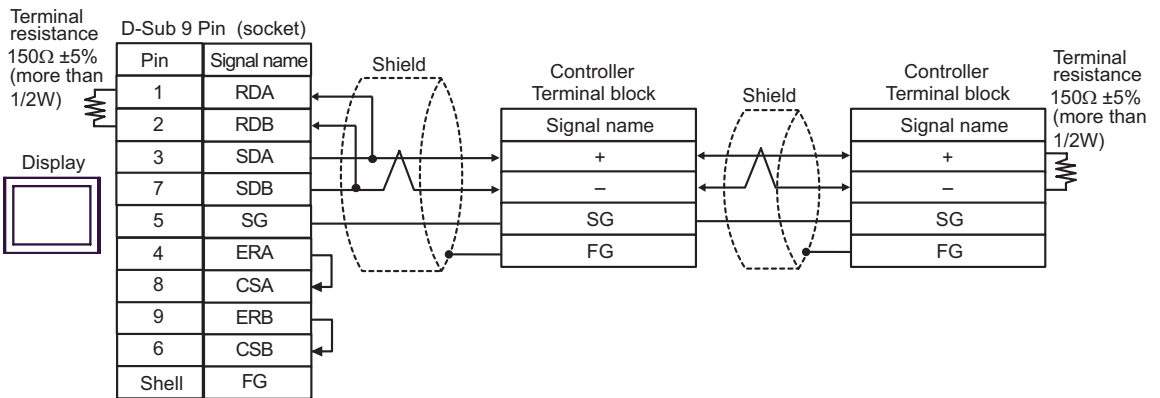 Terminal
resistance
150Ω ±5%
(more than
1/2W)
D-Sub 9 Pin (socket)
Pin Signal name
1 RDA
2 RDB
3 SDA
7 SDB
5 SG
4 ERA
8 CSA
9 ERB
6 CSB
Shell FG
Display
Shield
Controller
Terminal block
Signal name
+
–
SG
FG
Shield
Controller
Terminal block
Signal name
+
–
SG
FG
Terminal
resistance
150Ω ±5%
(more than
1/2W)